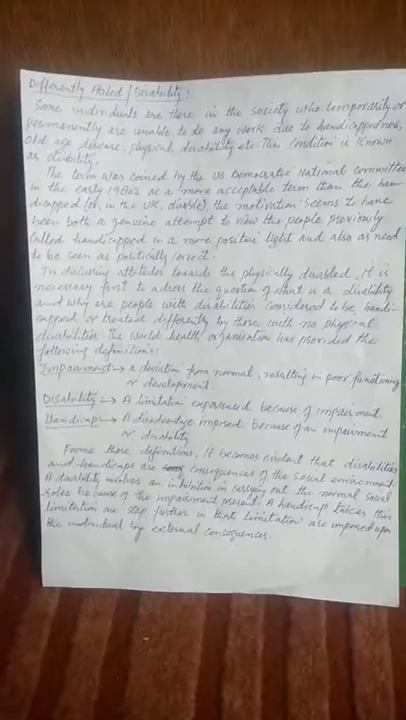 Differently Abled / Disability :
Some individuals are there in the society who temporarily or
permanently are unable to do any work due to handicappedness,
old age desease, physical disability etc. This condition is known
as disbility.
The term was coined by the US Democratic National committee
in the early 1980s as a more acceptable term than the han-
dicapped (or, in the UK, disable), the motivation seems to have
been both a genuine attempt to view the people previously
called handicapped in a more positive light and also as need
to be seen as politically correct.
In discussing attitudes towards the physically disabled, it is
necessary first to adress the question of what is a disability
and why are people with disabilities considered to be handi-
capped or treated differently by those with no physical
disabilities. The world health organisation has provided the
following definitions :
Impairment → a deviation from normal, resulting in poor functioning
or development.
Disability → A limitation experienced because of impairment.
Handicap → A disadvantage imposed because of an impairment
or disability
Frome these definitions, It becomes evident that disabilities
and handicaps are consequences of the social environment.
A disability involves an inhibition in carrying out the normal social
roles because of the impairment present. A handicap takes this
limitation one step further in that limitation are imposed upon
the individual by external consequences.